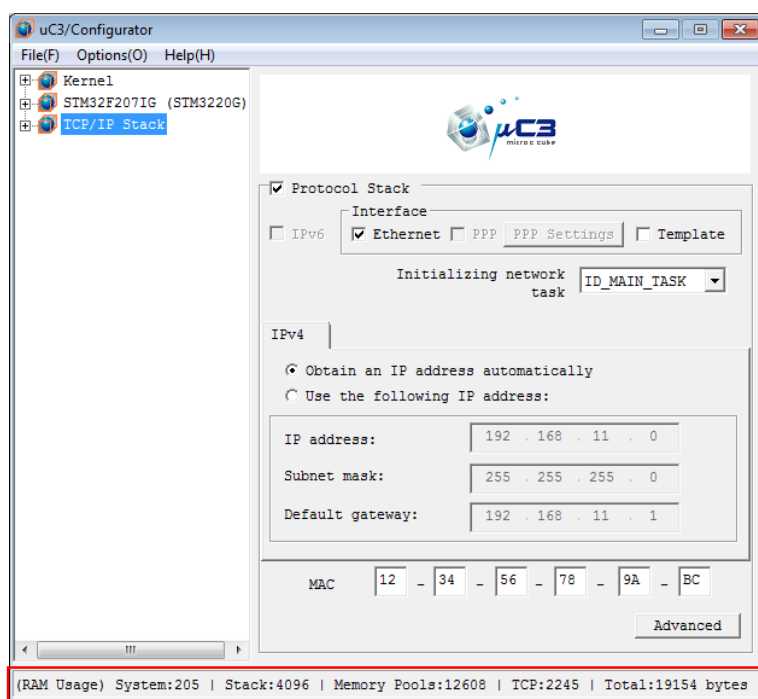 uC3/Configurator
File(F) Options(O) Help(H)
Kernel
STM32F207IG (STM3220G)
TCP/IP Stack
μC3
micro c cube
Protocol Stack
Interface
IPv6 Ethernet PPP PPP Settings Template
Initializing network task ID_MAIN_TASK
IPv4
Obtain an IP address automatically
Use the following IP address:
IP address: 192 . 168 . 11 . 0
Subnet mask: 255 . 255 . 255 . 0
Default gateway: 192 . 168 . 11 . 1
MAC 12 - 34 - 56 - 78 - 9A - BC
Advanced
(RAM Usage) System:205 | Stack:4096 | Memory Pools:12608 | TCP:2245 | Total:19154 bytes